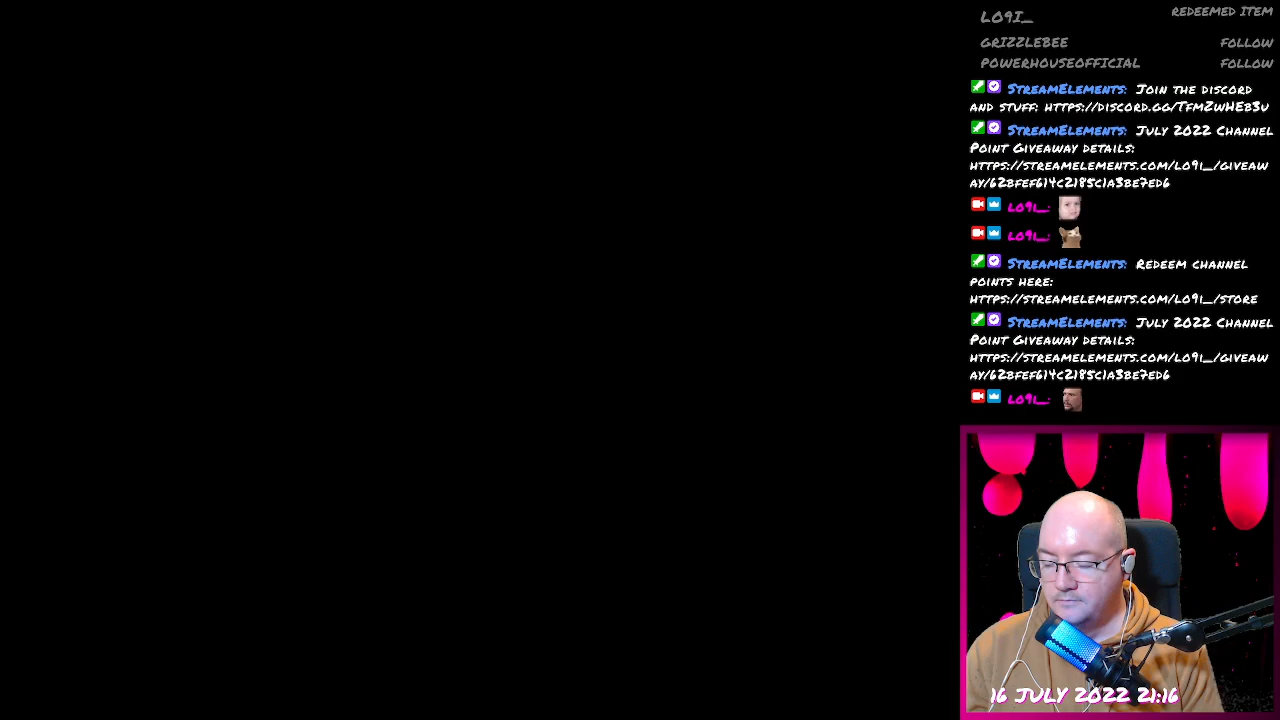 LO9I_ REDEEMED ITEM
GRIZZLEBEE FOLLOW
POWERHOUSEOFFICIAL FOLLOW
StreamElements: Join the discord
and stuff: https://discord.gg/TfmZwHE83u
StreamElements: July 2022 Channel
Point Giveaway details:
https://streamelements.com/lo9i_/giveaw
ay/628fef614c2185c1a3be7ed6
lo9i_:
lo9i_:
StreamElements: Redeem channel
points here:
https://streamelements.com/lo9i_/store
StreamElements: July 2022 Channel
Point Giveaway details:
https://streamelements.com/lo9i_/giveaw
ay/628fef614c2185c1a3be7ed6
lo9i_:
16 JULY 2022 21:16